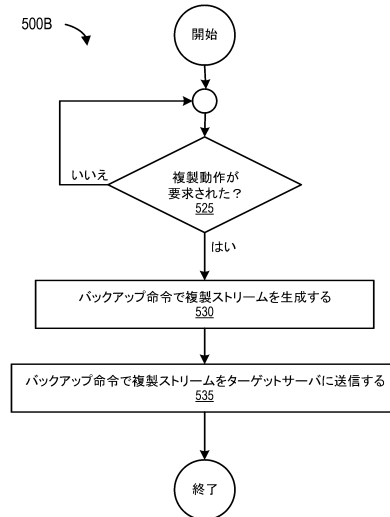 500B
開始
複製動作が
要求された？
525
いいえ
はい
バックアップ命令で複製ストリームを生成する
530
バックアップ命令で複製ストリームをターゲットサーバに送信する
535
終了